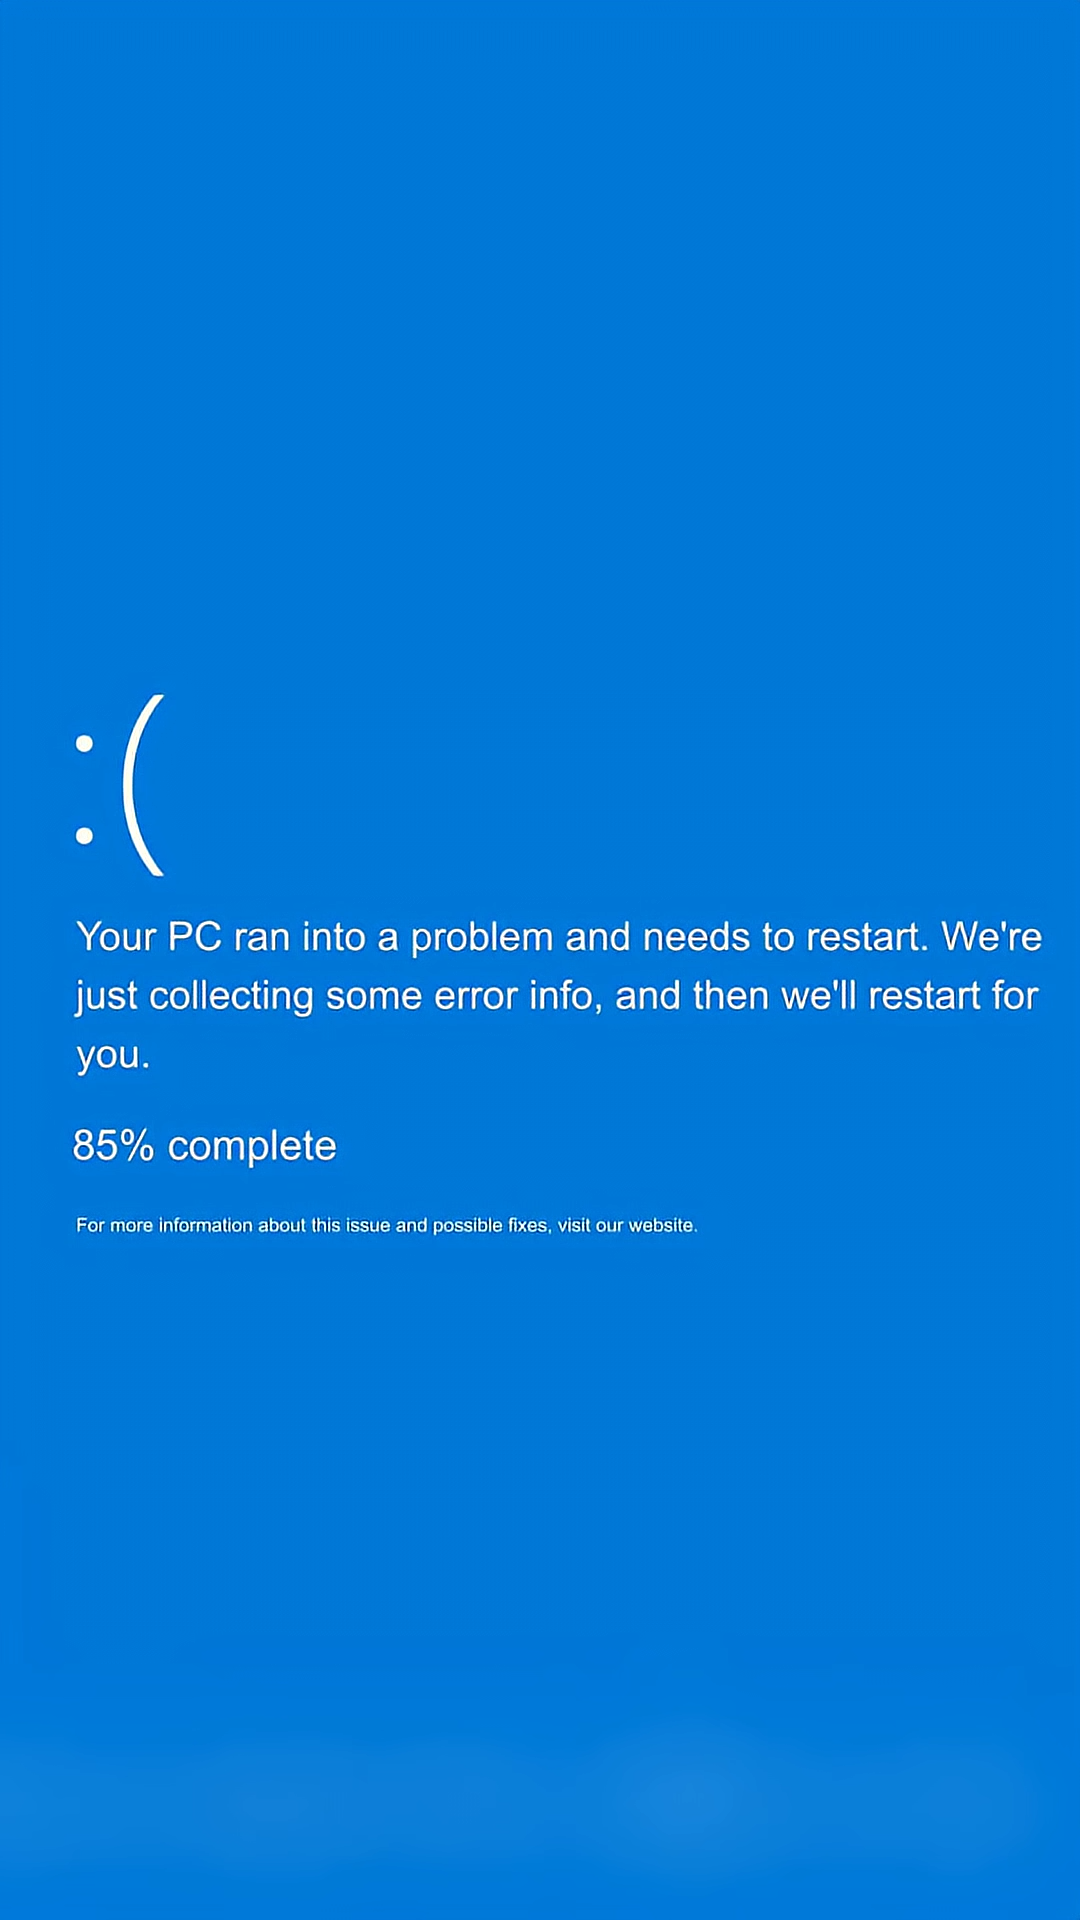 :(
Your PC ran into a problem and needs to restart. We're
just collecting some error info, and then we'll restart for
you.
85% complete
For more information about this issue and possible fixes, visit our website.